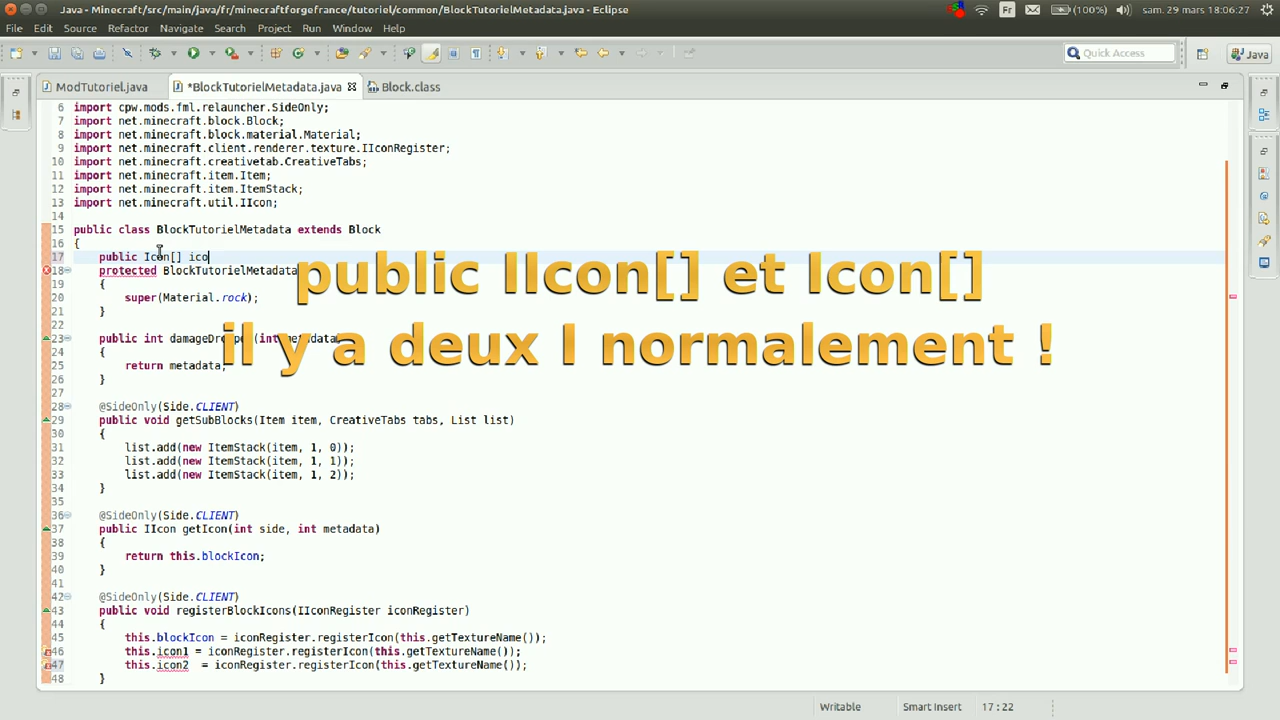 Java - Minecraft/src/main/java/fr/minecraftforgefrance/tutoriel/common/BlockTutorielMetadata.java - Eclipse
Fr (100%) sam. 29 mars 18:06:27
File Edit Source Refactor Navigate Search Project Run Window Help
Quick Access Java
ModTutoriel.java *BlockTutorielMetadata.java Block.class
6 import cpw.mods.fml.relauncher.SideOnly;
7 import net.minecraft.block.Block;
8 import net.minecraft.block.material.Material;
9 import net.minecraft.client.renderer.texture.IIconRegister;
10 import net.minecraft.creativetab.CreativeTabs;
11 import net.minecraft.item.Item;
12 import net.minecraft.item.ItemStack;
13 import net.minecraft.util.IIcon;
14
15 public class BlockTutorielMetadata extends Block
16 {
17 public Icon[] ico
18 protected BlockTutorielMetadata
public IIcon[] et Icon[]
19 {
20 super(Material.rock);
21 }
22
23 public int (int metadata
il y a deux I normalement !
24 {
25 return metadata;
26 }
27
28 @SideOnly(Side.CLIENT)
29 public void getSubBlocks(Item item, CreativeTabs tabs, List list)
30 {
31 list.add(new ItemStack(item, 1, 0));
32 list.add(new ItemStack(item, 1, 1));
33 list.add(new ItemStack(item, 1, 2));
34 }
35
36 @SideOnly(Side.CLIENT)
37 public IIcon getIcon(int side, int metadata)
38 {
39 return this.blockIcon;
40 }
41
42 @SideOnly(Side.CLIENT)
43 public void registerBlockIcons(IIconRegister iconRegister)
44 {
45 this.blockIcon = iconRegister.registerIcon(this.getTextureName());
46 this.icon1 = iconRegister.registerIcon(this.getTextureName());
47 this.icon2 = iconRegister.registerIcon(this.getTextureName());
48 }
Writable Smart Insert 17 : 22